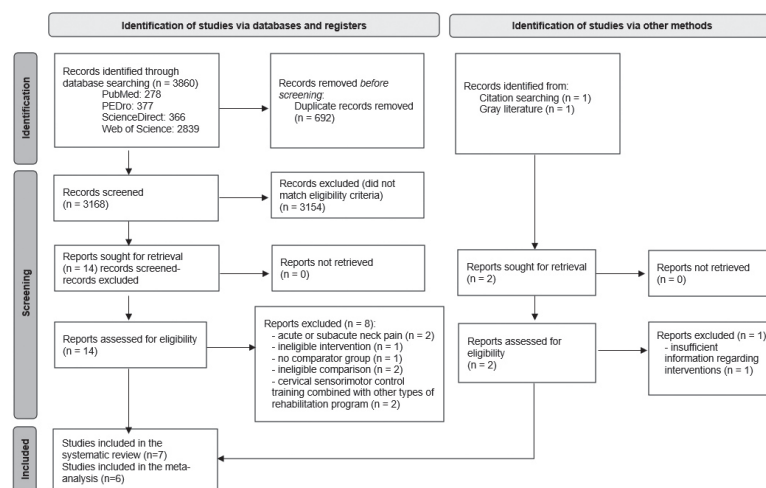 Identification of studies via databases and registers
Identification of studies via other methods
Identification
Records identified through
database searching (n = 3860)
PubMed: 278
PEDro: 377
ScienceDirect: 366
Web of Science: 2839
Records removed before
screening:
Duplicate records removed
(n = 692)
Records identified from:
Citation searching (n = 1)
Gray literature (n = 1)
Screening
Records screened
(n = 3168)
Records excluded (did not
match eligibility criteria)
(n = 3154)
Reports sought for retrieval
(n = 14) records screened-
records excluded
Reports not retrieved
(n = 0)
Reports sought for retrieval
(n = 2)
Reports not retrieved
(n = 0)
Reports assessed for eligibility
(n = 14)
Reports excluded (n = 8):
- acute or subacute neck pain (n = 2)
- ineligible intervention (n = 1)
- no comparator group (n = 1)
- ineligible comparison (n = 2)
- cervical sensorimotor control
training combined with other types of
rehabilitation program (n = 2)
Reports assessed for
eligibility
(n = 2)
Reports excluded (n = 1)
- insufficient
information regarding
interventions (n = 1)
Included
Studies included in the
systematic review (n=7)
Studies included in the meta-
analysis (n=6)